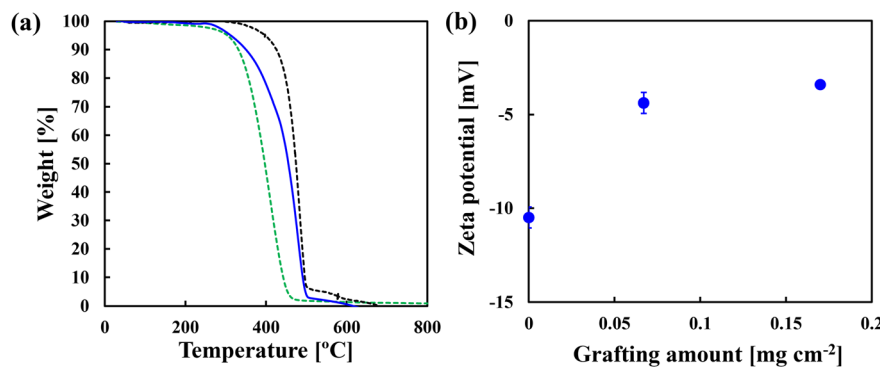 (a)
100
90
80
70
60
50
40
30
20
10
0
Weight [%]
0 200 400 600 800
Temperature [ºC]
(b)
0
-5
-10
-15
Zeta potential [mV]
0 0.05 0.1 0.15 0.2
Grafting amount [mg cm-2]